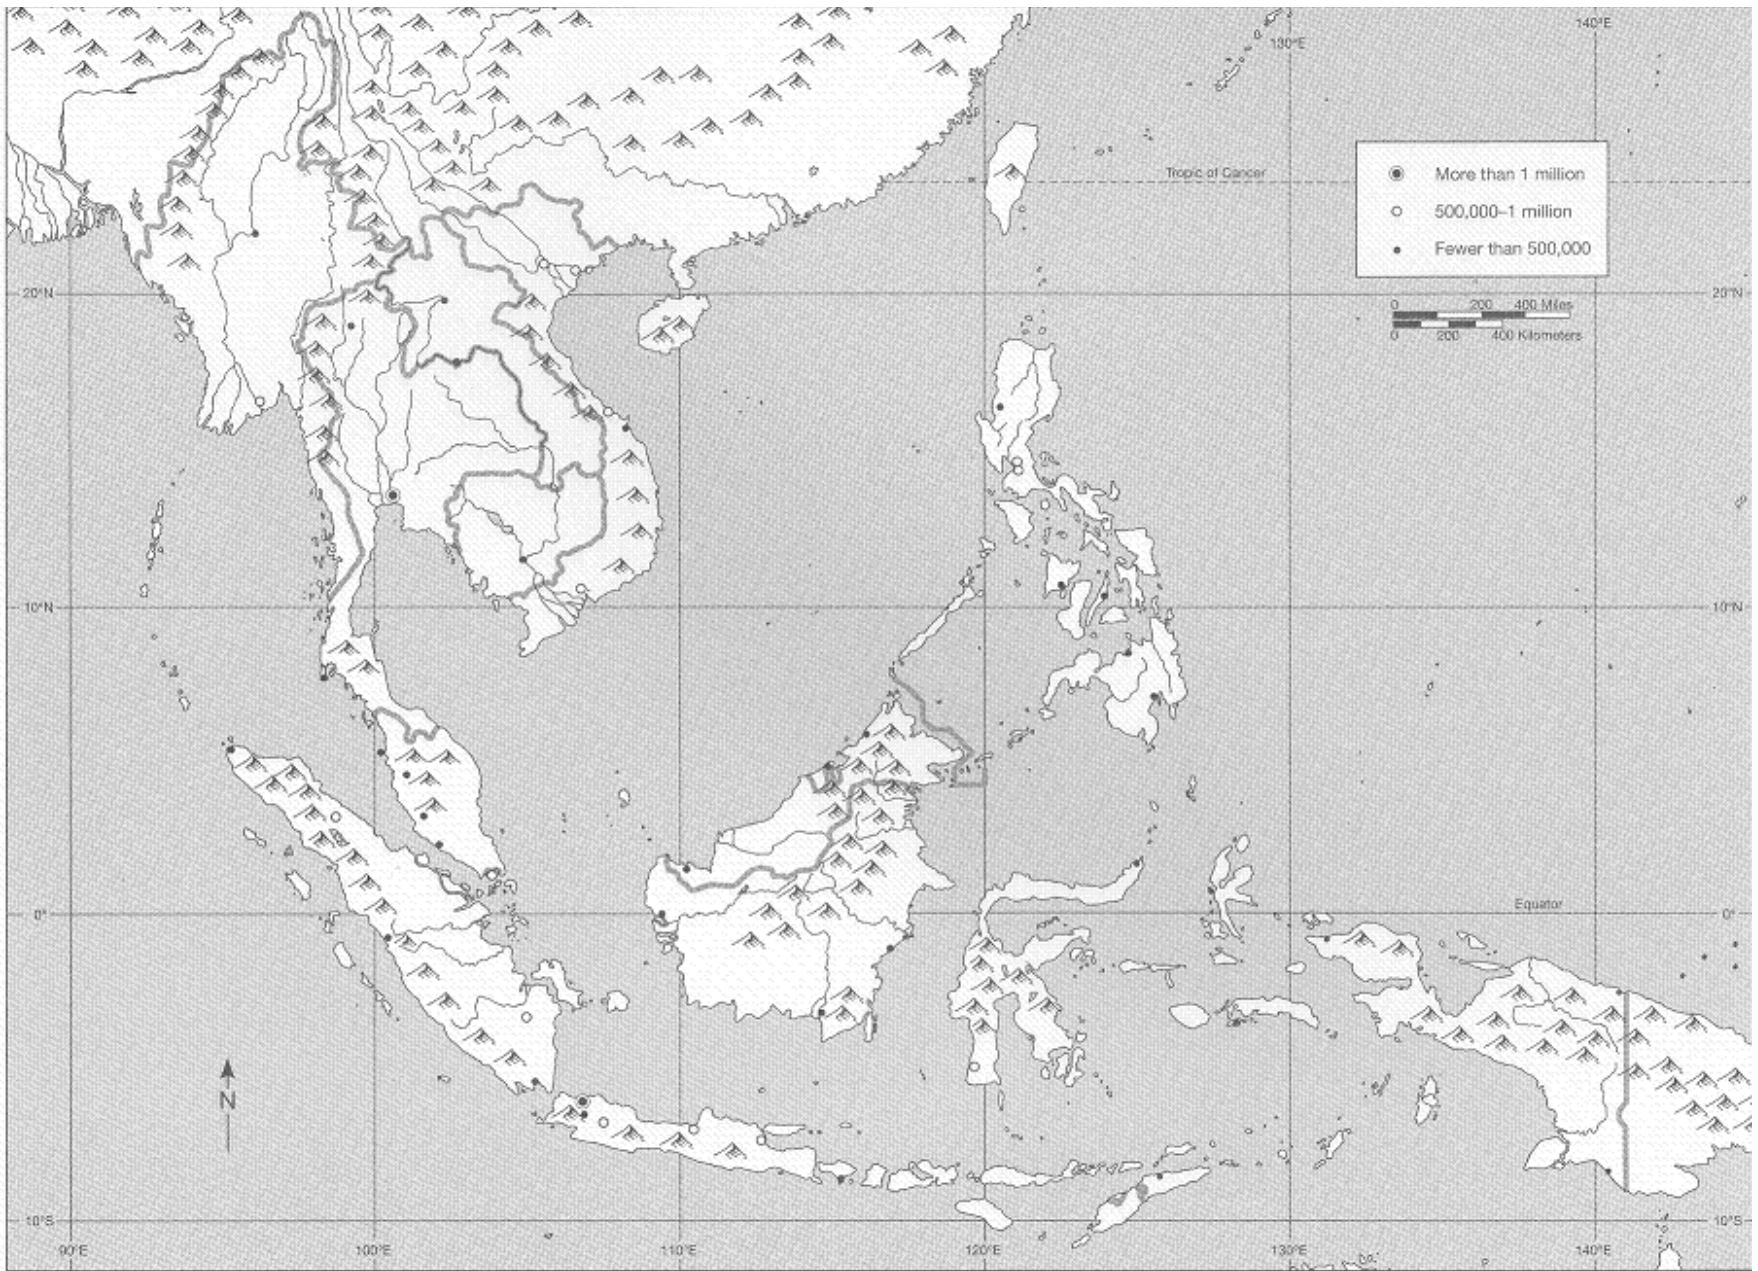 140°E
130°E
Tropic of Cancer
More than 1 million
500,000–1 million
Fewer than 500,000
20°N
20°N
0 200 400 Miles
0 200 400 Kilometers
10°N
10°N
Equator
0°
0°
N
10°S
10°S
90°E 100°E 110°E 120°E 130°E 140°E